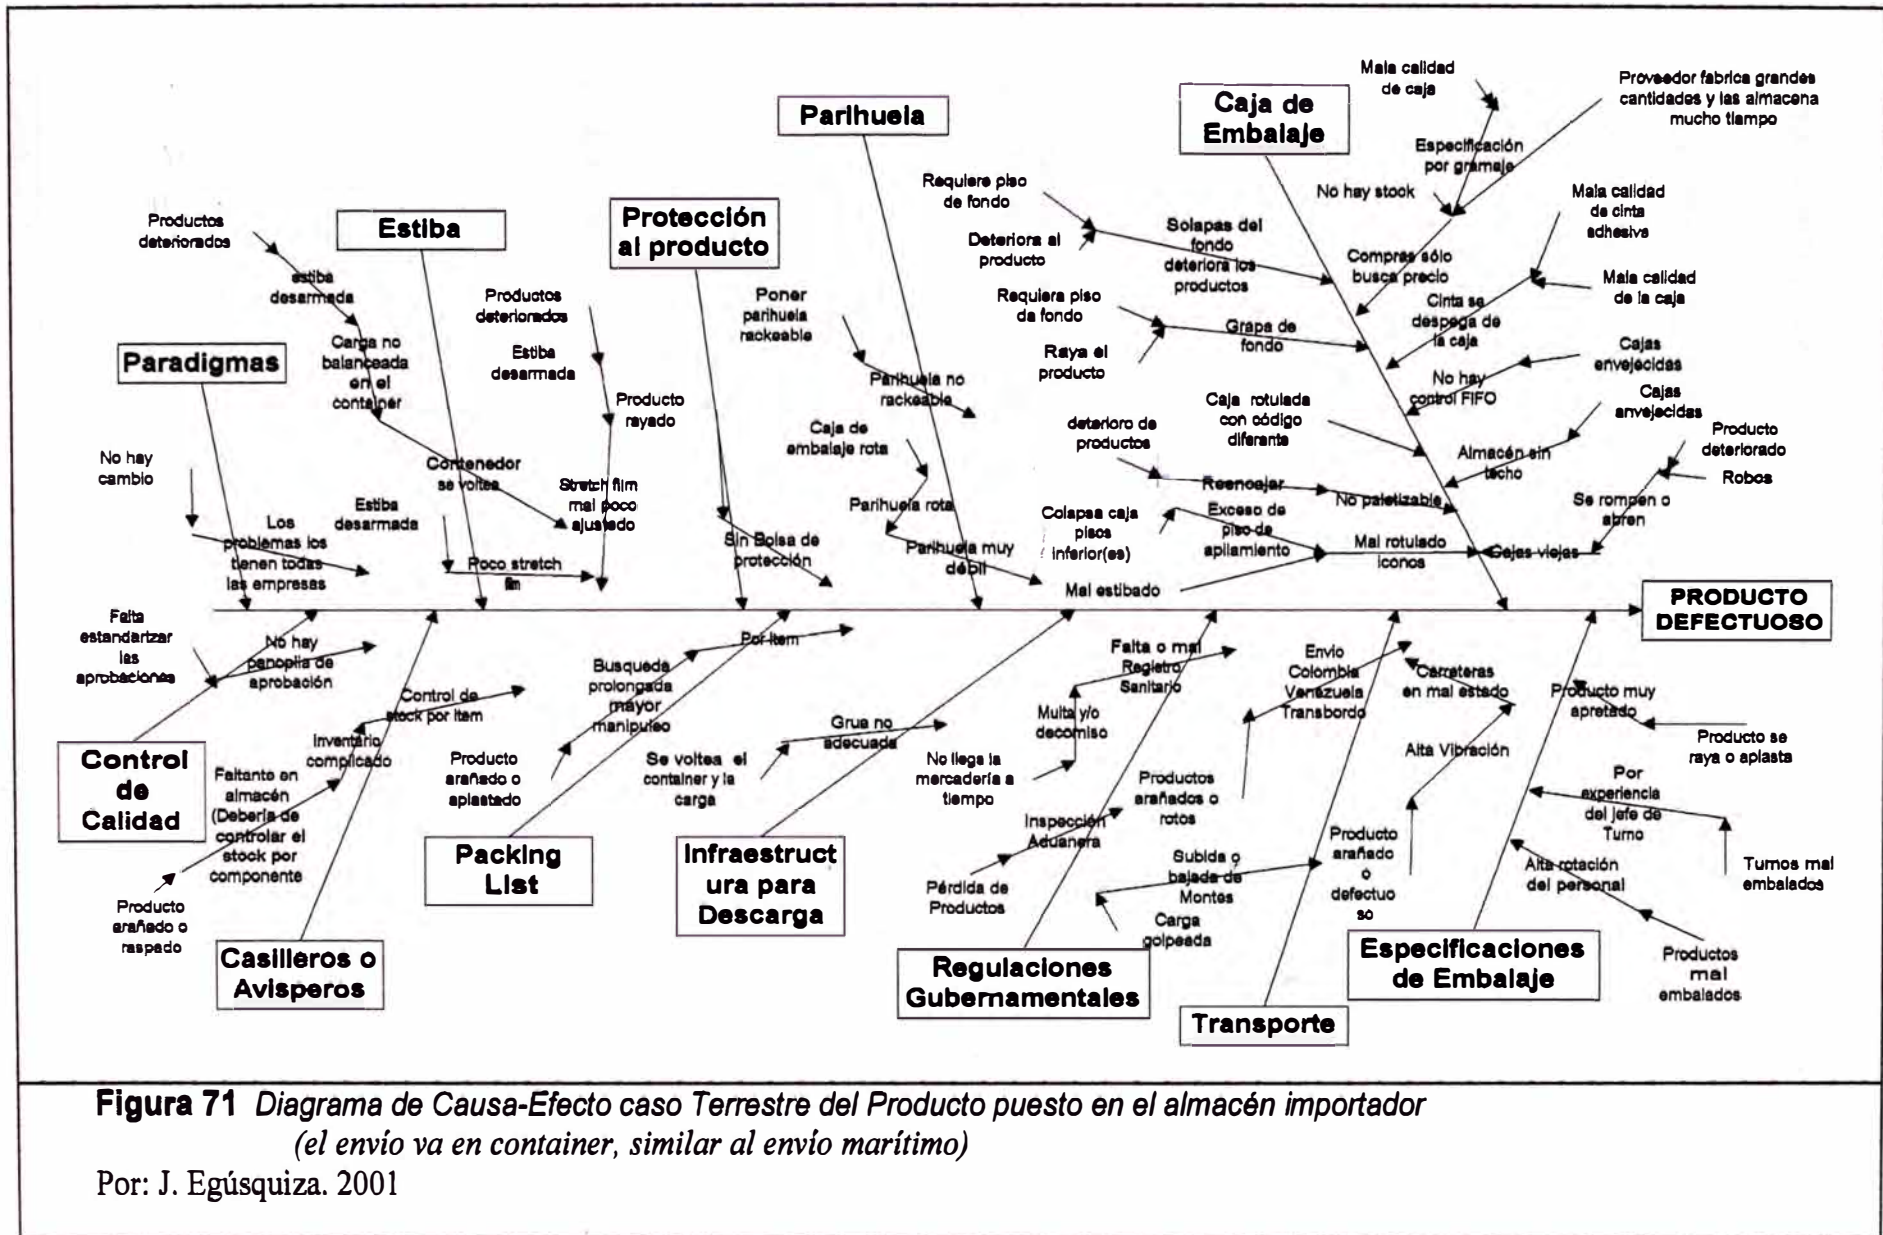 Mala calidad
de caja
Proveedor fabrica grandes
cantidades y las almacena
mucho tiempo
Parihuela
Caja de
Embalaje
Especificación
por gramaje
Requiere piso
de fondo
No hay stock
Mala calidad
de cinta
adhesiva
Productos
deteriorados
Estiba
Protección
al producto
Solapas del
fondo
deteriora los
productos
Deteriora al
producto
Compras sólo
busca precio
estiba
desarmada
Productos
deteriorados
Poner
parihuela
rackeable
Requiera piso
de fondo
Mala calidad
de la caja
Cinta se
despega de
la caja
Grapa de
fondo
Paradigmas
Carga no
balanceada
en el
container
Estiba
desarmada
Raya el
producto
Cajas
envejecidas
Parihuela no
rackeable
No hay
control FIFO
Producto
rayado
Caja rotulada
con código
diferente
Cajas
envejecidas
Caja de
embalaje rota
deterioro de
productos
Producto
deteriorado
No hay
cambio
Contenedor
se voltea
Almacén sin
techo
Robos
Stretch film
mal poco
ajustado
Reencajar
No paletizable
Estiba
desarmada
Parihuela rota
Colapsa caja
pisos
inferior(es)
Exceso de
piso de
apilamiento
Se rompen o
abren
Los
problemas los
tienen todas
las empresas
Sin Bolsa de
protección
Parihuela muy
débil
Mal rotulado
iconos
Cajas viejas
Poco stretch
film
Mal estibado
PRODUCTO
DEFECTUOSO
Falta
estandarizar
las
aprobaciones
No hay
panoplia de
aprobación
Por item
Busqueda
prolongada
mayor
manipuleo
Falta o mal
Registro
Sanitario
Envio
Colombia
Venezuela
Transbordo
Carreteras
en mal estado
Producto muy
apretado
Control de
stock por item
Grua no
adecuada
Multa y/o
decomiso
Inventario
complicado
Alta Vibración
Producto se
raya o aplasta
Control
de
Calidad
Faltante en
almacén
(Debería de
controlar el
stock por
componente
Producto
arañado o
aplastado
Se voltea el
container y la
carga
No llega la
mercadería a
tiempo
Productos
arañados o
rotos
Por
experiencia
del jefe de
Turno
Inspección
Aduanera
Producto
arañado
o
defectuo
so
Packing
List
Infraestruct
ura para
Descarga
Subida o
bajada de
Montes
Alta rotación
del personal
Turnos mal
embalados
Producto
arañado o
raspado
Pérdida de
Productos
Carga
golpeada
Casilleros o
Avisperos
Regulaciones
Gubernamentales
Especificaciones
de Embalaje
Productos
mal
embalados
Transporte
Figura 71 Diagrama de Causa-Efecto caso Terrestre del Producto puesto en el almacén importador
(el envío va en container, similar al envío marítimo)
Por: J. Egúsquiza. 2001